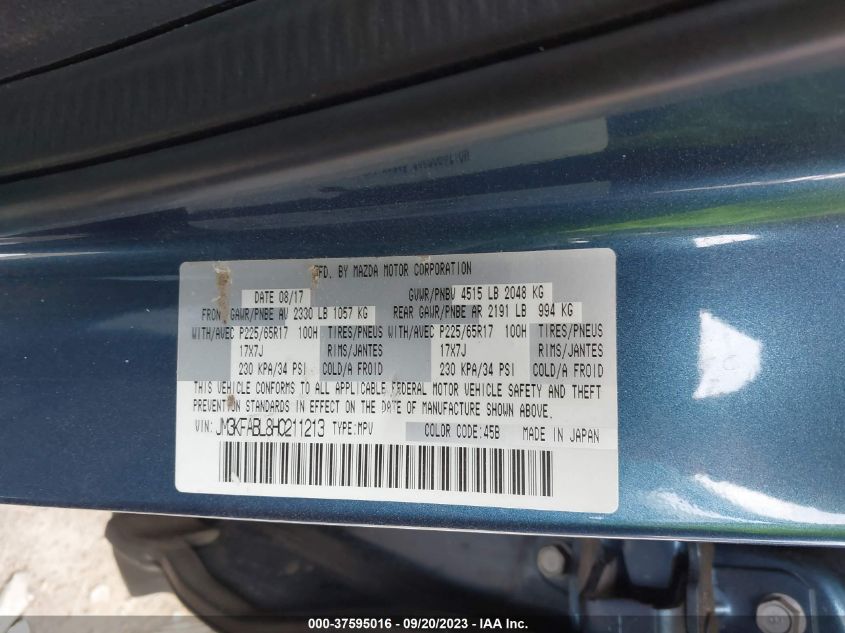 MFD. BY MAZDA MOTOR CORPORATION
DATE 08/17 GVWR/PNBV 4515 LB 2048 KG
FRONT GAWR/PNBE AV 2330 LB 1057 KG REAR GAWR/PNBE AR 2191 LB 994 KG
WITH/AVEC P225/65R17 100H TIRES/PNEUS WITH/AVEC P225/65R17 100H TIRES/PNEUS
17X7J RIMS/JANTES 17X7J RIMS/JANTES
230 KPA/34 PSI COLD/A FROID 230 KPA/34 PSI COLD/A FROID
THIS VEHICLE CONFORMS TO ALL APPLICABLE FEDERAL MOTOR VEHICLE SAFETY AND THEFT
PREVENTION STANDARDS IN EFFECT ON THE DATE OF MANUFACTURE SHOWN ABOVE.
VIN: JM3KFABL8H0211213 TYPE:MPV COLOR CODE:45B MADE IN JAPAN
000-37595016 - 09/20/2023 - IAAI.COM